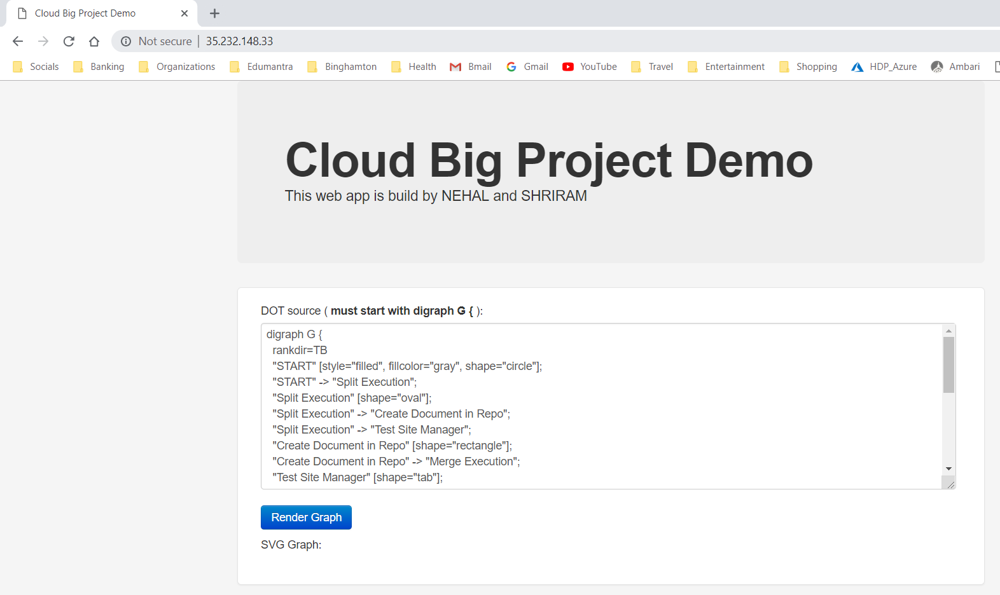 Cloud Big Project Demo
Not secure | 35.232.148.33
Socials Banking Organizations Edumantra Binghamton Health Bmail Gmail YouTube Travel Entertainment Shopping HDP_Azure Ambari
Cloud Big Project Demo
This web app is build by NEHAL and SHRIRAM
DOT source ( must start with digraph G { ):
digraph G {
rankdir=TB
"START" [style="filled", fillcolor="gray", shape="circle"];
"START" -> "Split Execution";
"Split Execution" [shape="oval"];
"Split Execution" -> "Create Document in Repo";
"Split Execution" -> "Test Site Manager";
"Create Document in Repo" [shape="rectangle"];
"Create Document in Repo" -> "Merge Execution";
"Test Site Manager" [shape="tab"];
Render Graph
SVG Graph: